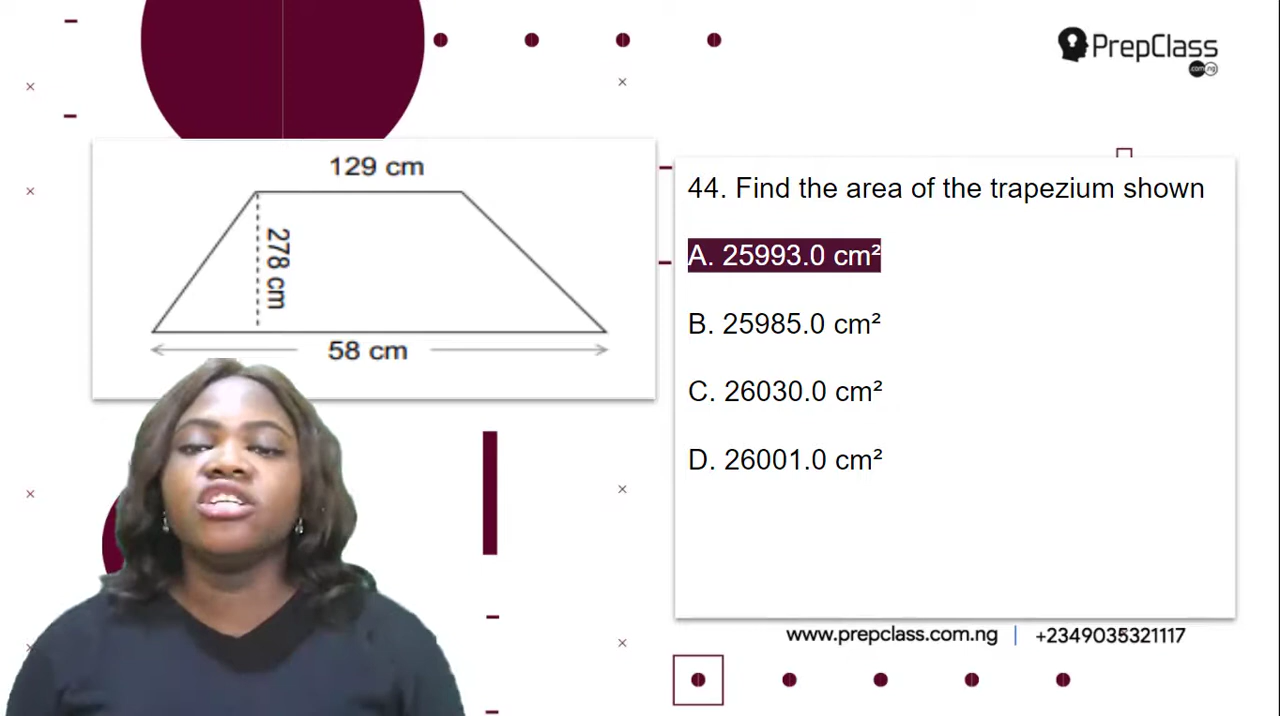 PrepClass
.com.ng
129 cm
278 cm
58 cm
44. Find the area of the trapezium shown
A. 25993.0 cm²
B. 25985.0 cm²
C. 26030.0 cm²
D. 26001.0 cm²
www.prepclass.com.ng | +2349035321117